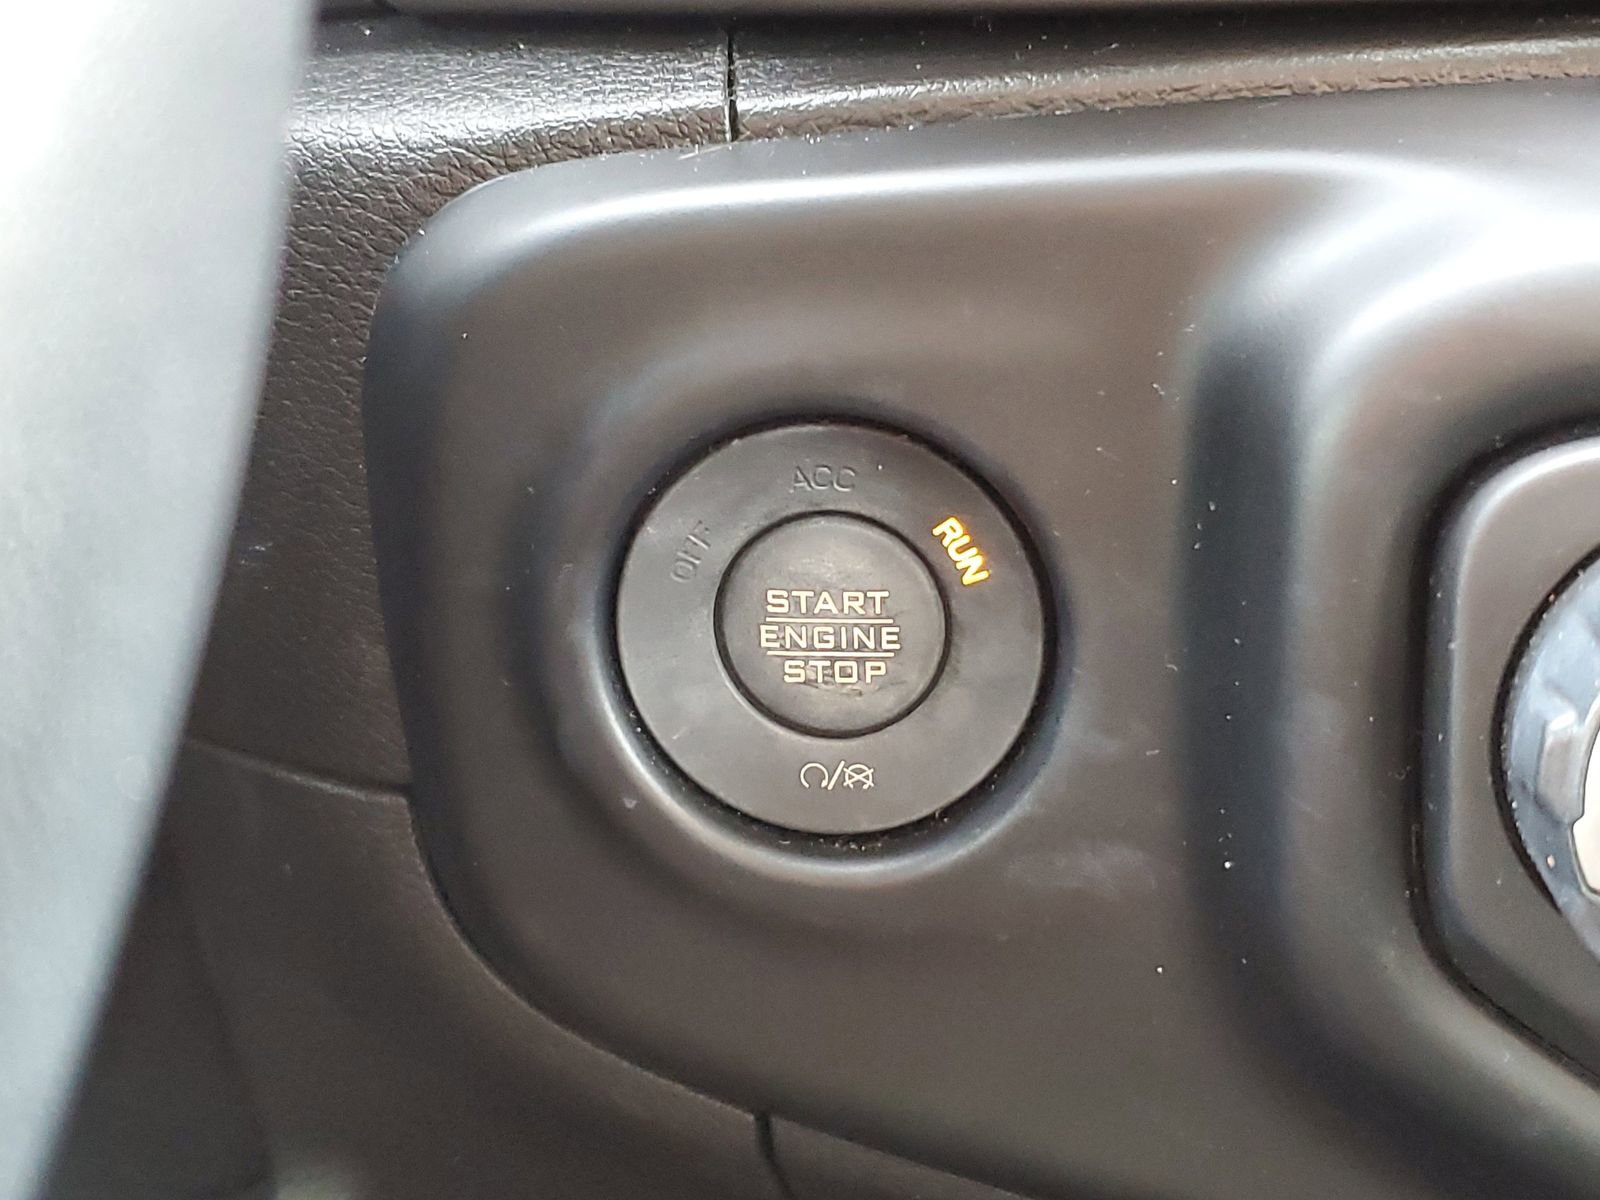 ACC
OFF
RUN
START
ENGINE
STOP